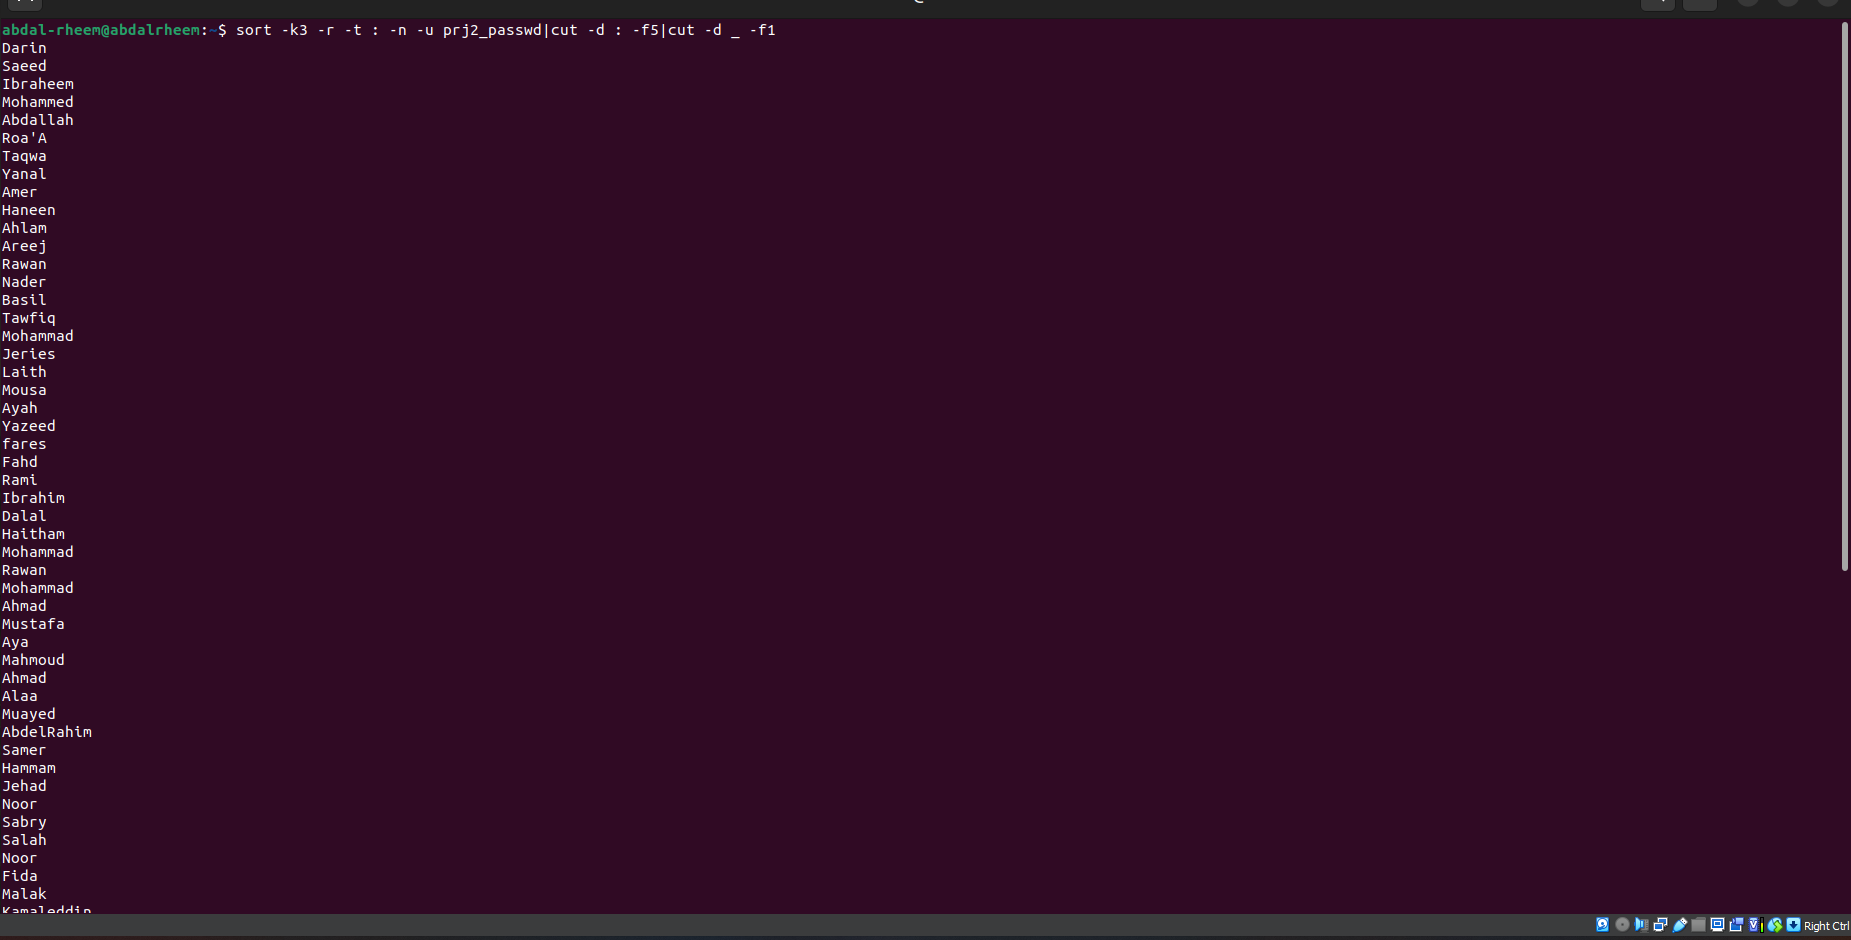 abdal-rheem@abdalrheem:~$ sort -k3 -r -t : -n -u prj2_passwd|cut -d : -f5|cut -d _ -f1
Darin
Saeed
Ibraheem
Mohammed
Abdallah
Roa'A
Taqwa
Yanal
Amer
Haneen
Ahlam
Areej
Rawan
Nader
Basil
Tawfiq
Mohammad
Jeries
Laith
Mousa
Ayah
Yazeed
fares
Fahd
Rami
Ibrahim
Dalal
Haitham
Mohammad
Rawan
Mohammad
Ahmad
Mustafa
Aya
Mahmoud
Ahmad
Alaa
Muayed
AbdelRahim
Samer
Hammam
Jehad
Noor
Sabry
Salah
Noor
Fida
Malak
Kamaleddin
Right Ctrl